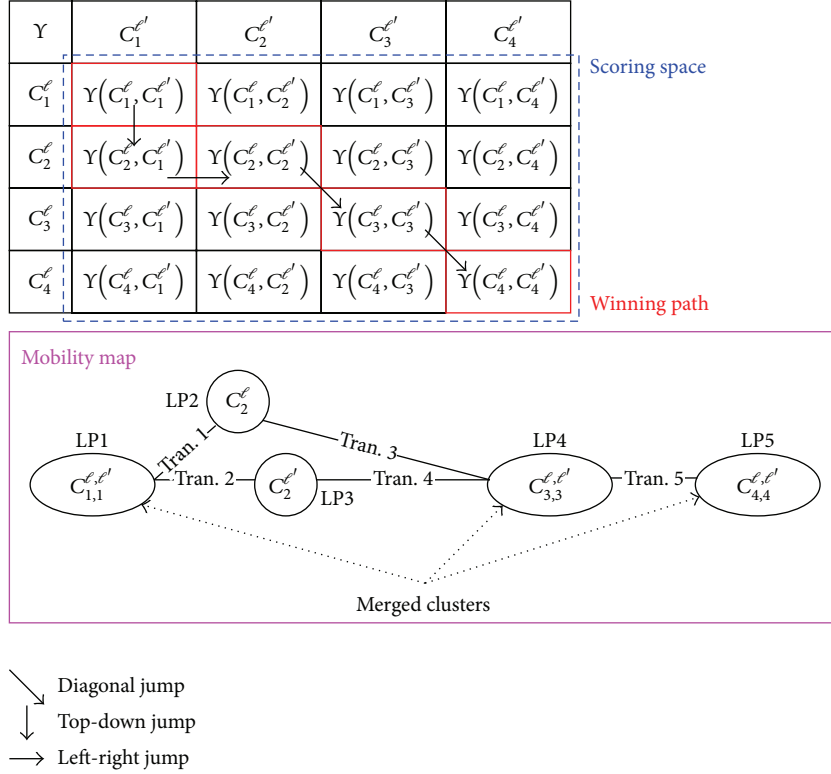 ϒ C₁^ℓ′ C₂^ℓ′ C₃^ℓ′ C₄^ℓ′
Scoring space
C₁^ℓ ϒ(C₁^ℓ, C₁^ℓ′) ϒ(C₁^ℓ, C₂^ℓ′) ϒ(C₁^ℓ, C₃^ℓ′) ϒ(C₁^ℓ, C₄^ℓ′)
C₂^ℓ ϒ(C₂^ℓ, C₁^ℓ′) ϒ(C₂^ℓ, C₂^ℓ′) ϒ(C₂^ℓ, C₃^ℓ′) ϒ(C₂^ℓ, C₄^ℓ′)
C₃^ℓ ϒ(C₃^ℓ, C₁^ℓ′) ϒ(C₃^ℓ, C₂^ℓ′) ϒ(C₃^ℓ, C₃^ℓ′) ϒ(C₃^ℓ, C₄^ℓ′)
C₄^ℓ ϒ(C₄^ℓ, C₁^ℓ′) ϒ(C₄^ℓ, C₂^ℓ′) ϒ(C₄^ℓ, C₃^ℓ′) ϒ(C₄^ℓ, C₄^ℓ′)
Winning path
Mobility map
LP2 C₂^ℓ
LP1 Tran. 1 Tran. 3 LP4 LP5
C₁,₁^ℓ,ℓ′ Tran. 2 C₂^ℓ′ Tran. 4 C₃,₃^ℓ,ℓ′ Tran. 5 C₄,₄^ℓ,ℓ′
LP3
Merged clusters
Diagonal jump
Top-down jump
Left-right jump